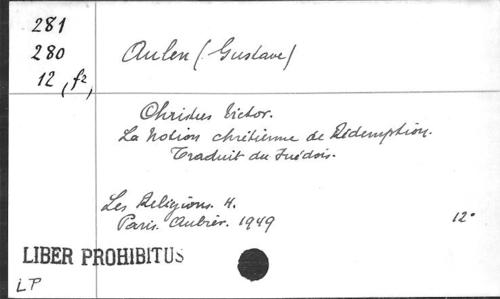 281
280
12, f²,
Aulen (Gustave)
Christus Victor.
La Notion chrétienne de Rédemption.
Traduit du Suédois.
Les Religions. 4.
Paris. Aubier. 1949
12°
LIBER PROHIBITUS
LP